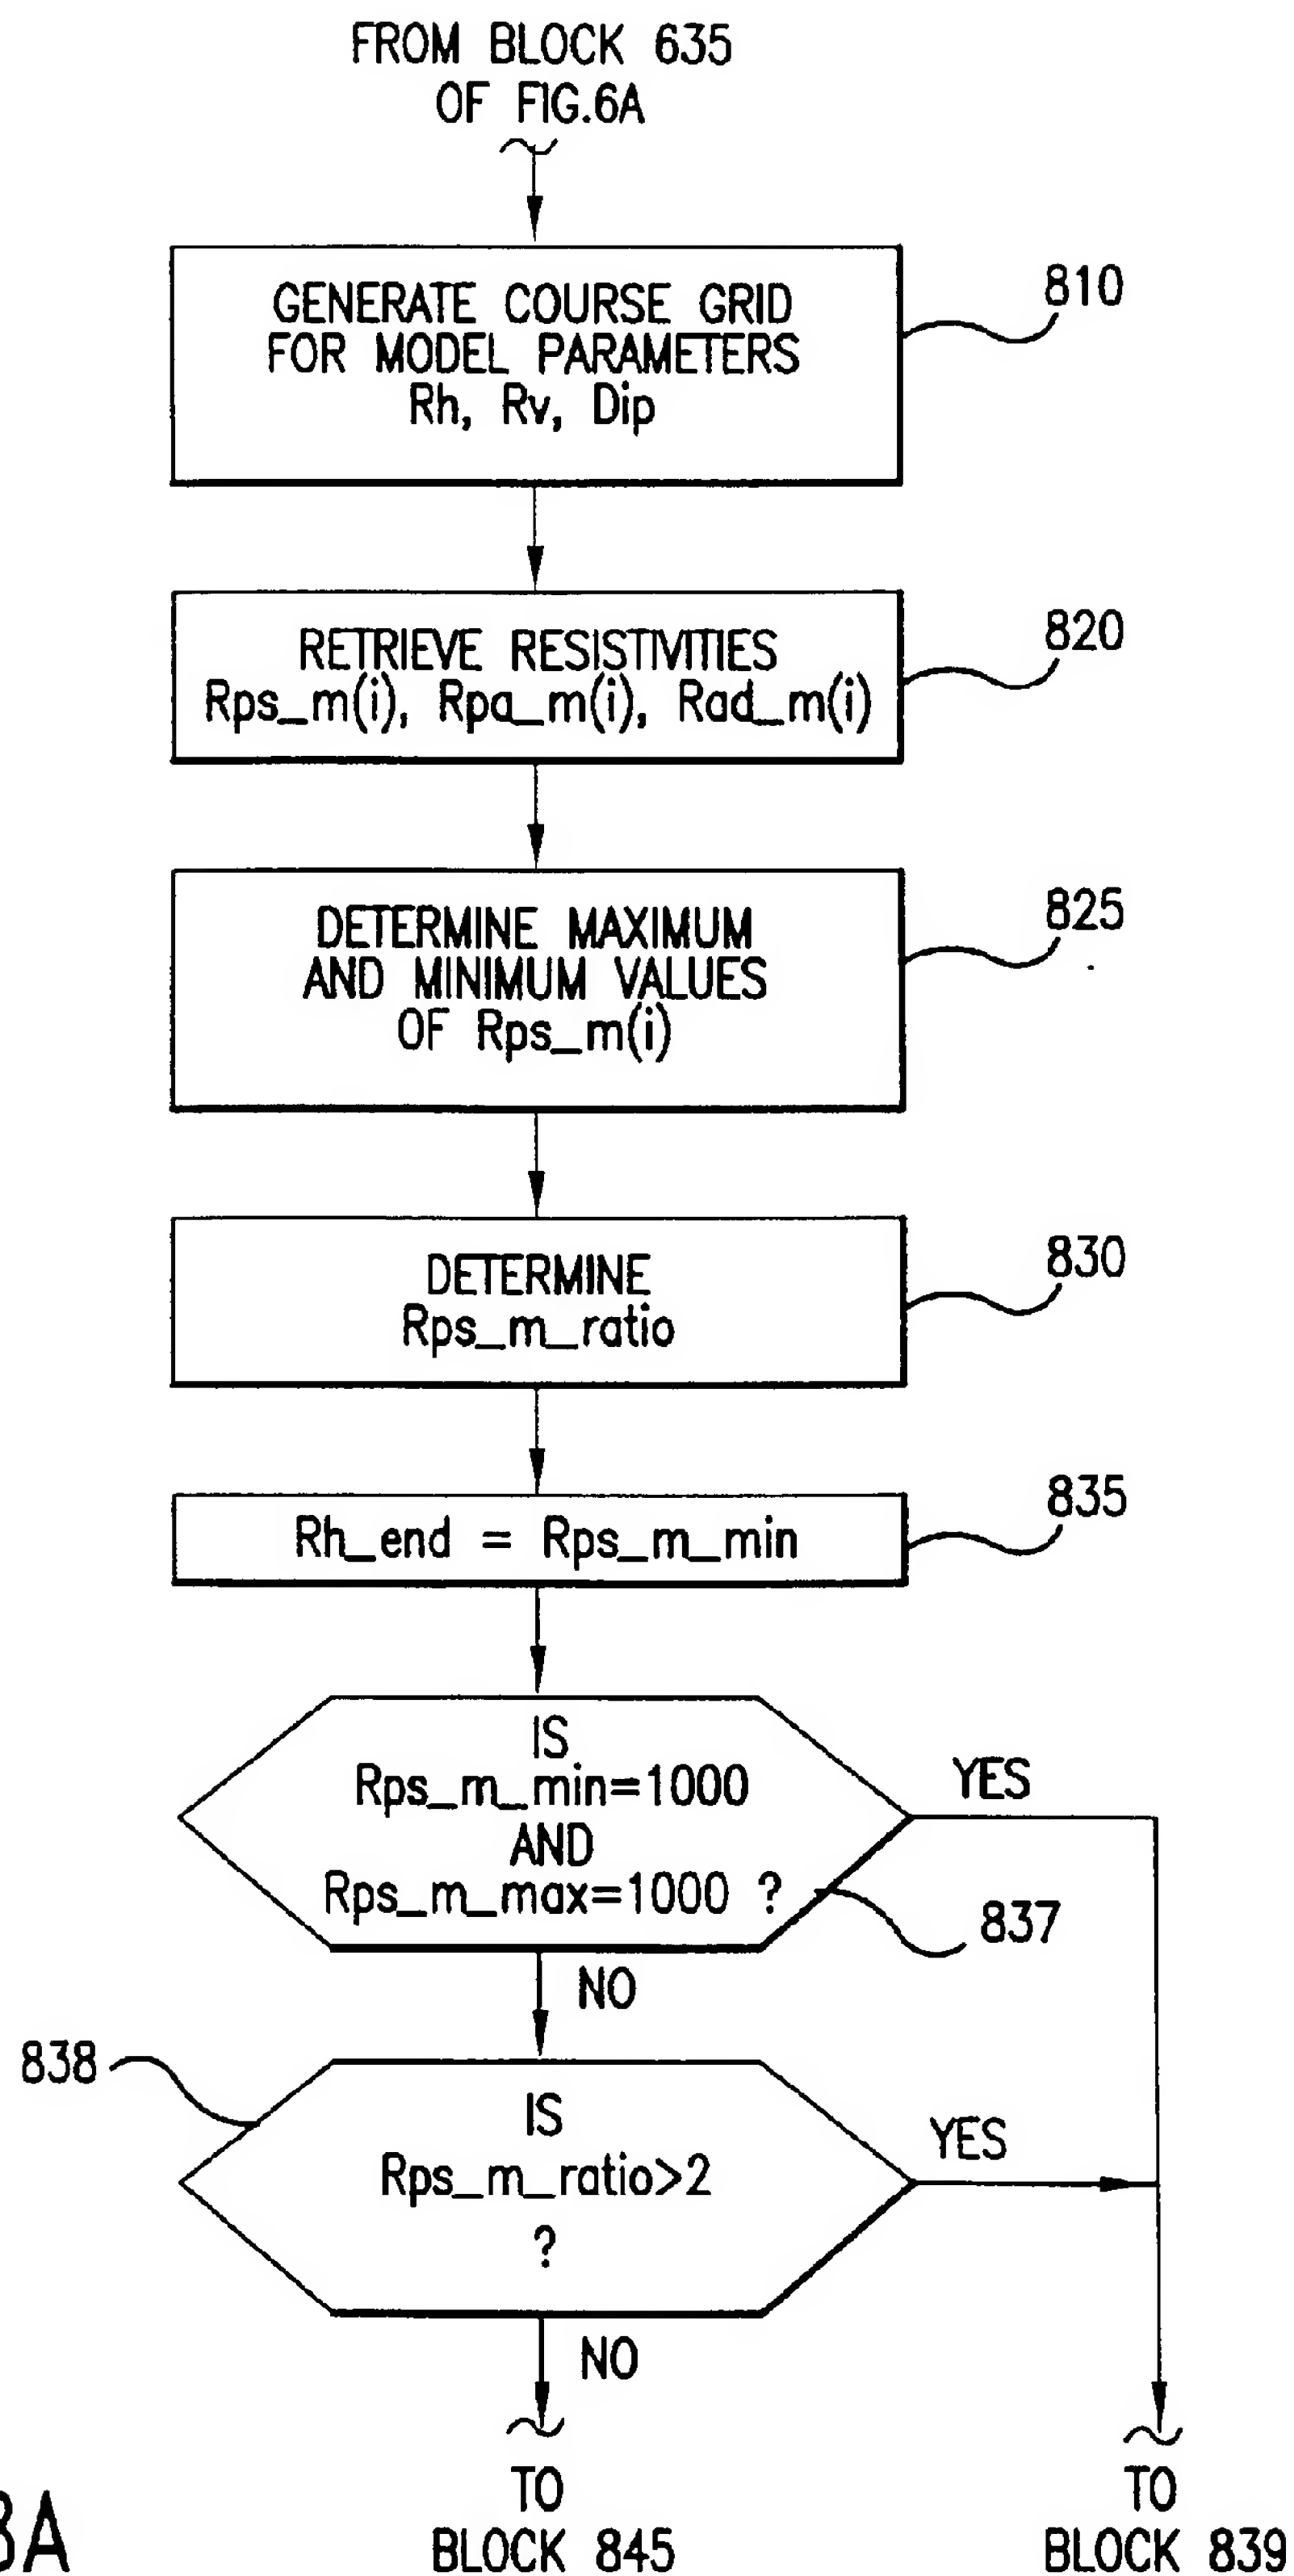 FROM BLOCK 635
OF FIG.6A
GENERATE COURSE GRID
FOR MODEL PARAMETERS
Rh, Rv, Dip
810
RETRIEVE RESISTIVITIES
Rps_m(i), Rpa_m(i), Rad_m(i)
820
DETERMINE MAXIMUM
AND MINIMUM VALUES
OF Rps_m(i)
825
DETERMINE
Rps_m_ratio
830
Rh_end = Rps_m_min
835
IS
Rps_m_min=1000
AND
Rps_m_max=1000 ?
YES
837
NO
838
IS
Rps_m_ratio>2
?
YES
NO
TO
BLOCK 845
TO
BLOCK 839
8A